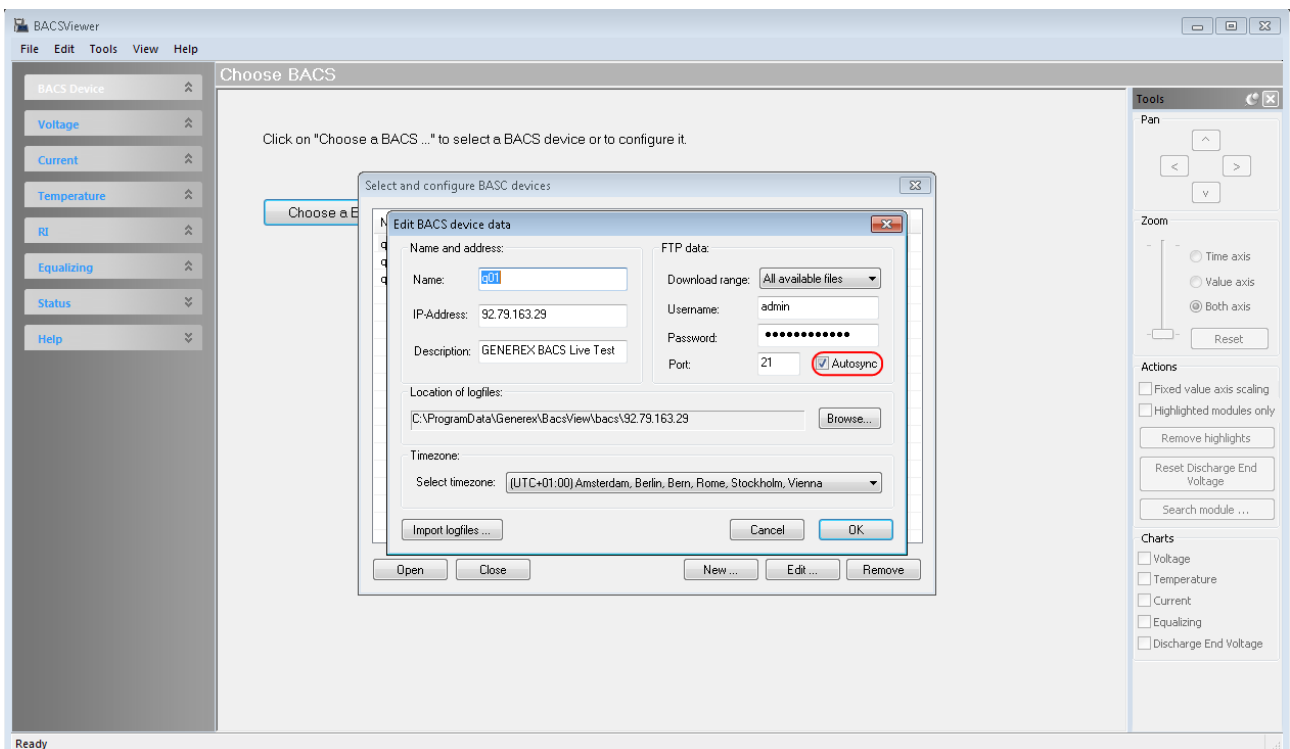 BACSViewer
File Edit Tools View Help
Choose BACS
BACS Device
Voltage
Current
Temperature
RI
Equalizing
Status
Help
Click on "Choose a BACS ..." to select a BACS device or to configure it.
Choose a
Select and configure BASC devices
Edit BACS device data
Name and address:
Name: q01
IP-Address: 92.79.163.29
Description: GENEREX BACS Live Test
FTP data:
Download range: All available files
Username: admin
Password: ●●●●●●●●●●●●
Port: 21 Autosync
Location of logfiles:
C:\ProgramData\Generex\BacsView\bacs\92.79.163.29
Browse...
Timezone:
Select timezone: (UTC+01:00) Amsterdam, Berlin, Bern, Rome, Stockholm, Vienna
Import logfiles ... Cancel OK
Open Close New ... Edit ... Remove
Tools
Pan
^
< >
v
Zoom
Time axis
Value axis
Both axis
Reset
Actions
Fixed value axis scaling
Highlighted modules only
Remove highlights
Reset Discharge End
Voltage
Search module ...
Charts
Voltage
Temperature
Current
Equalizing
Discharge End Voltage
Ready